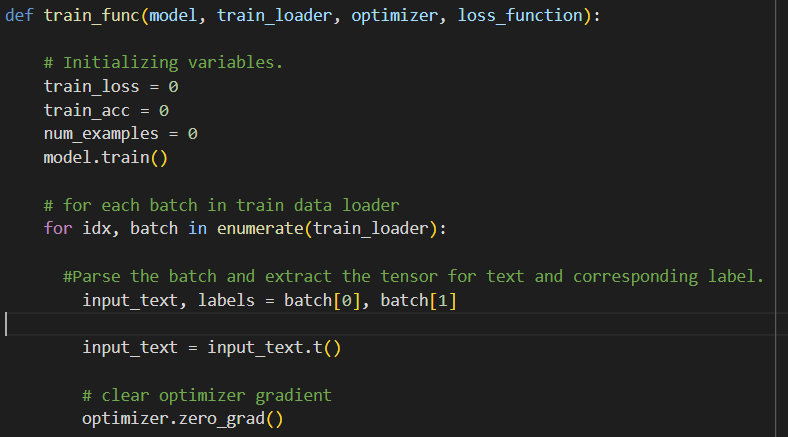 def train_func(model, train_loader, optimizer, loss_function):
# Initializing variables.
train_loss = 0
train_acc = 0
num_examples = 0
model.train()
# for each batch in train data loader
for idx, batch in enumerate(train_loader):
#Parse the batch and extract the tensor for text and corresponding label.
input_text, labels = batch[0], batch[1]
input_text = input_text.t()
# clear optimizer gradient
optimizer.zero_grad()